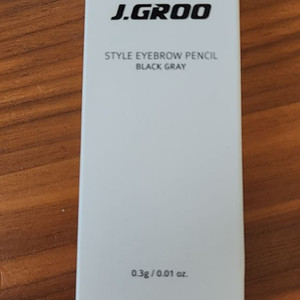 J.GROO
STYLE EYEBROW PENCIL
BLACK GRAY
0.3g / 0.01 oz.